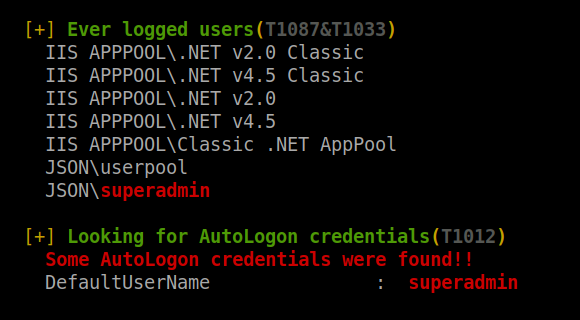 [+] Ever logged users(T1087&T1033)
IIS APPPOOL\.NET v2.0 Classic
IIS APPPOOL\.NET v4.5 Classic
IIS APPPOOL\.NET v2.0
IIS APPPOOL\.NET v4.5
IIS APPPOOL\Classic .NET AppPool
JSON\userpool
JSON\superadmin
[+] Looking for AutoLogon credentials(T1012)
Some AutoLogon credentials were found!!
DefaultUserName : superadmin